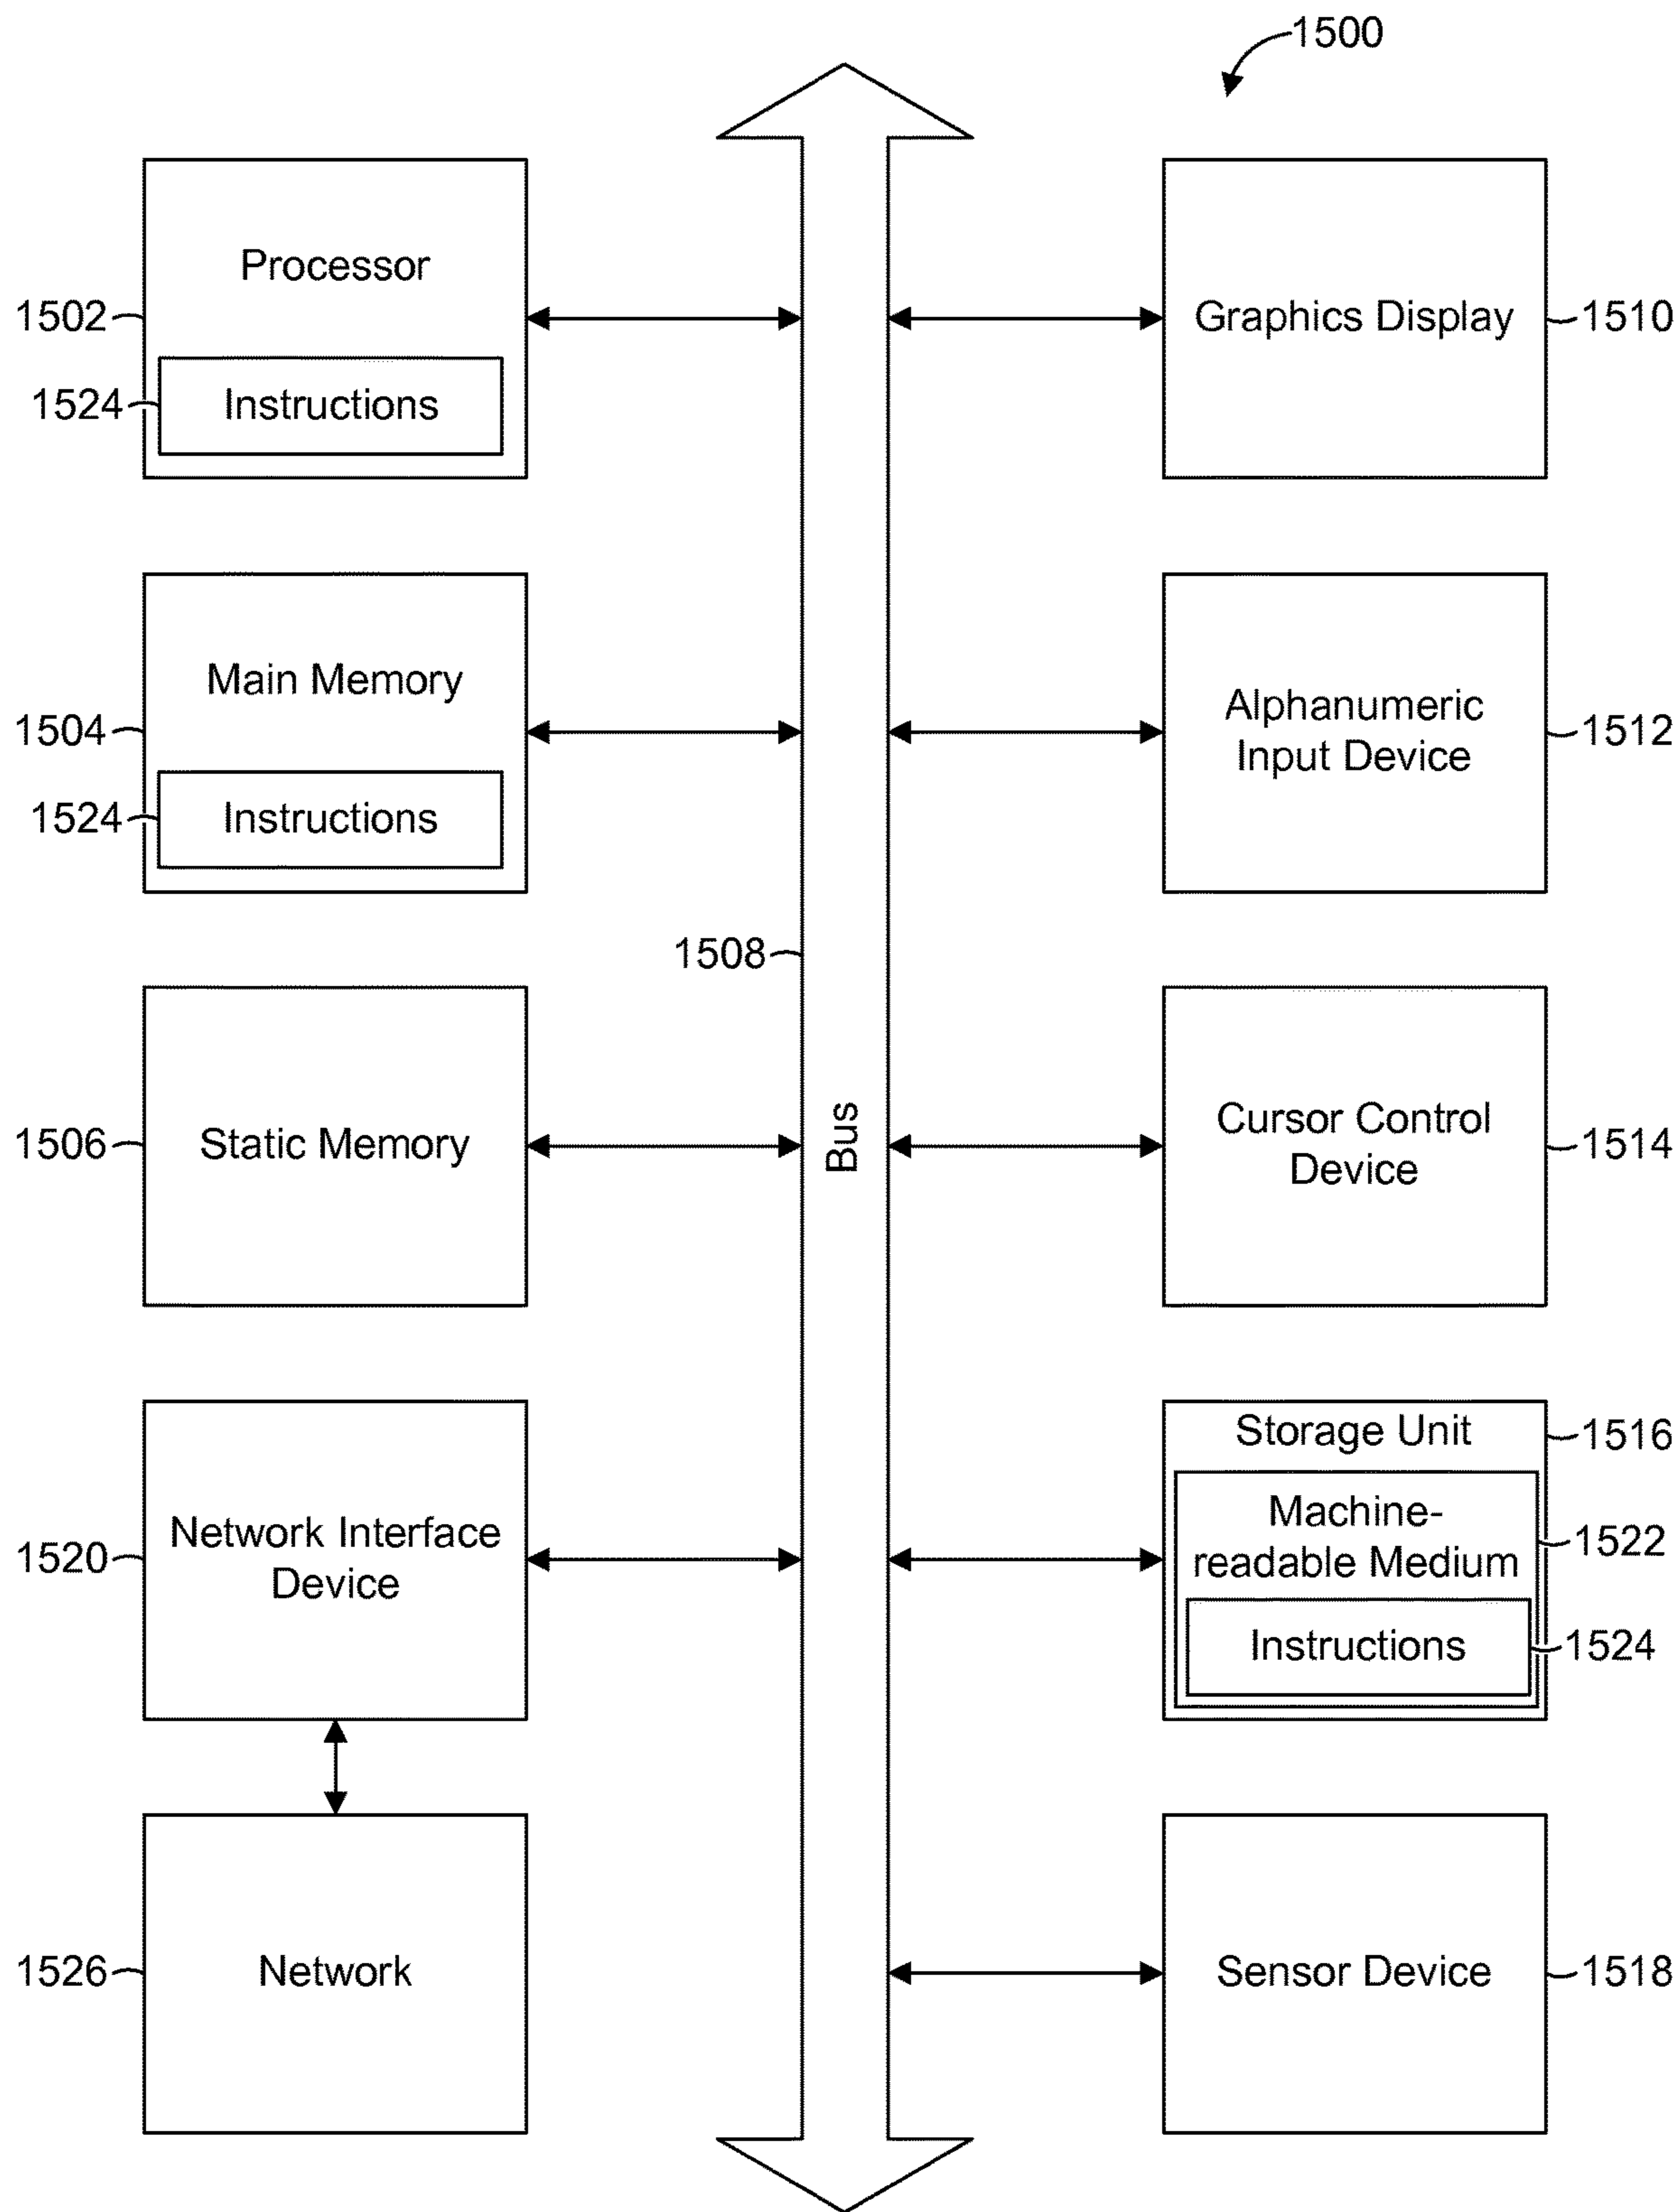 1500
Processor
1502
1524
Instructions
Graphics Display
1510
Main Memory
1504
1524
Instructions
Alphanumeric
Input Device
1512
1508
Bus
Static Memory
1506
Cursor Control
Device
1514
Network Interface
Device
1520
Storage Unit
1516
Machine-
readable Medium
1522
Instructions
1524
Network
1526
Sensor Device
1518